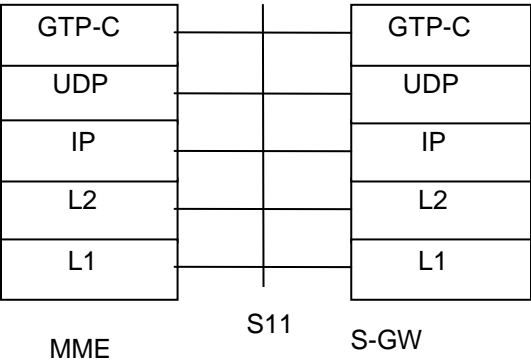 GTP-C GTP-C
UDP UDP
IP IP
L2 L2
L1 L1
S11
MME S-GW